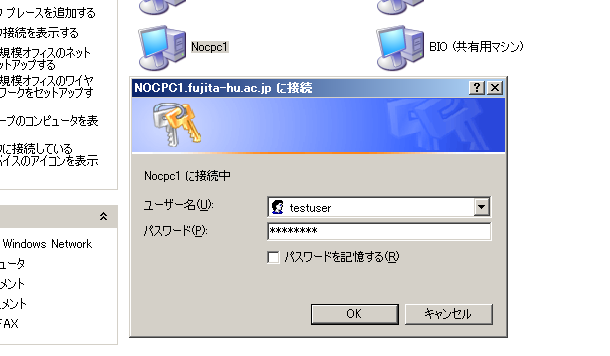 ク プレースを追加する
ク接続を表示する
規模オフィスのネット
ットアップする
規模オフィスのワイヤ
ワークをセットアップす
る
ープのコンピュータを表
クに接続している
バイスのアイコンを表示
Windows Network
ュータ
メント
メント
FAX
Nocpc1
BIO (共有用マシン)
NOCPC1.fujita-hu.ac.jp に接続
Nocpc1 に接続中
ユーザー名(U):
testuser
パスワード(P):
********
パスワードを記憶する(R)
OK
キャンセル